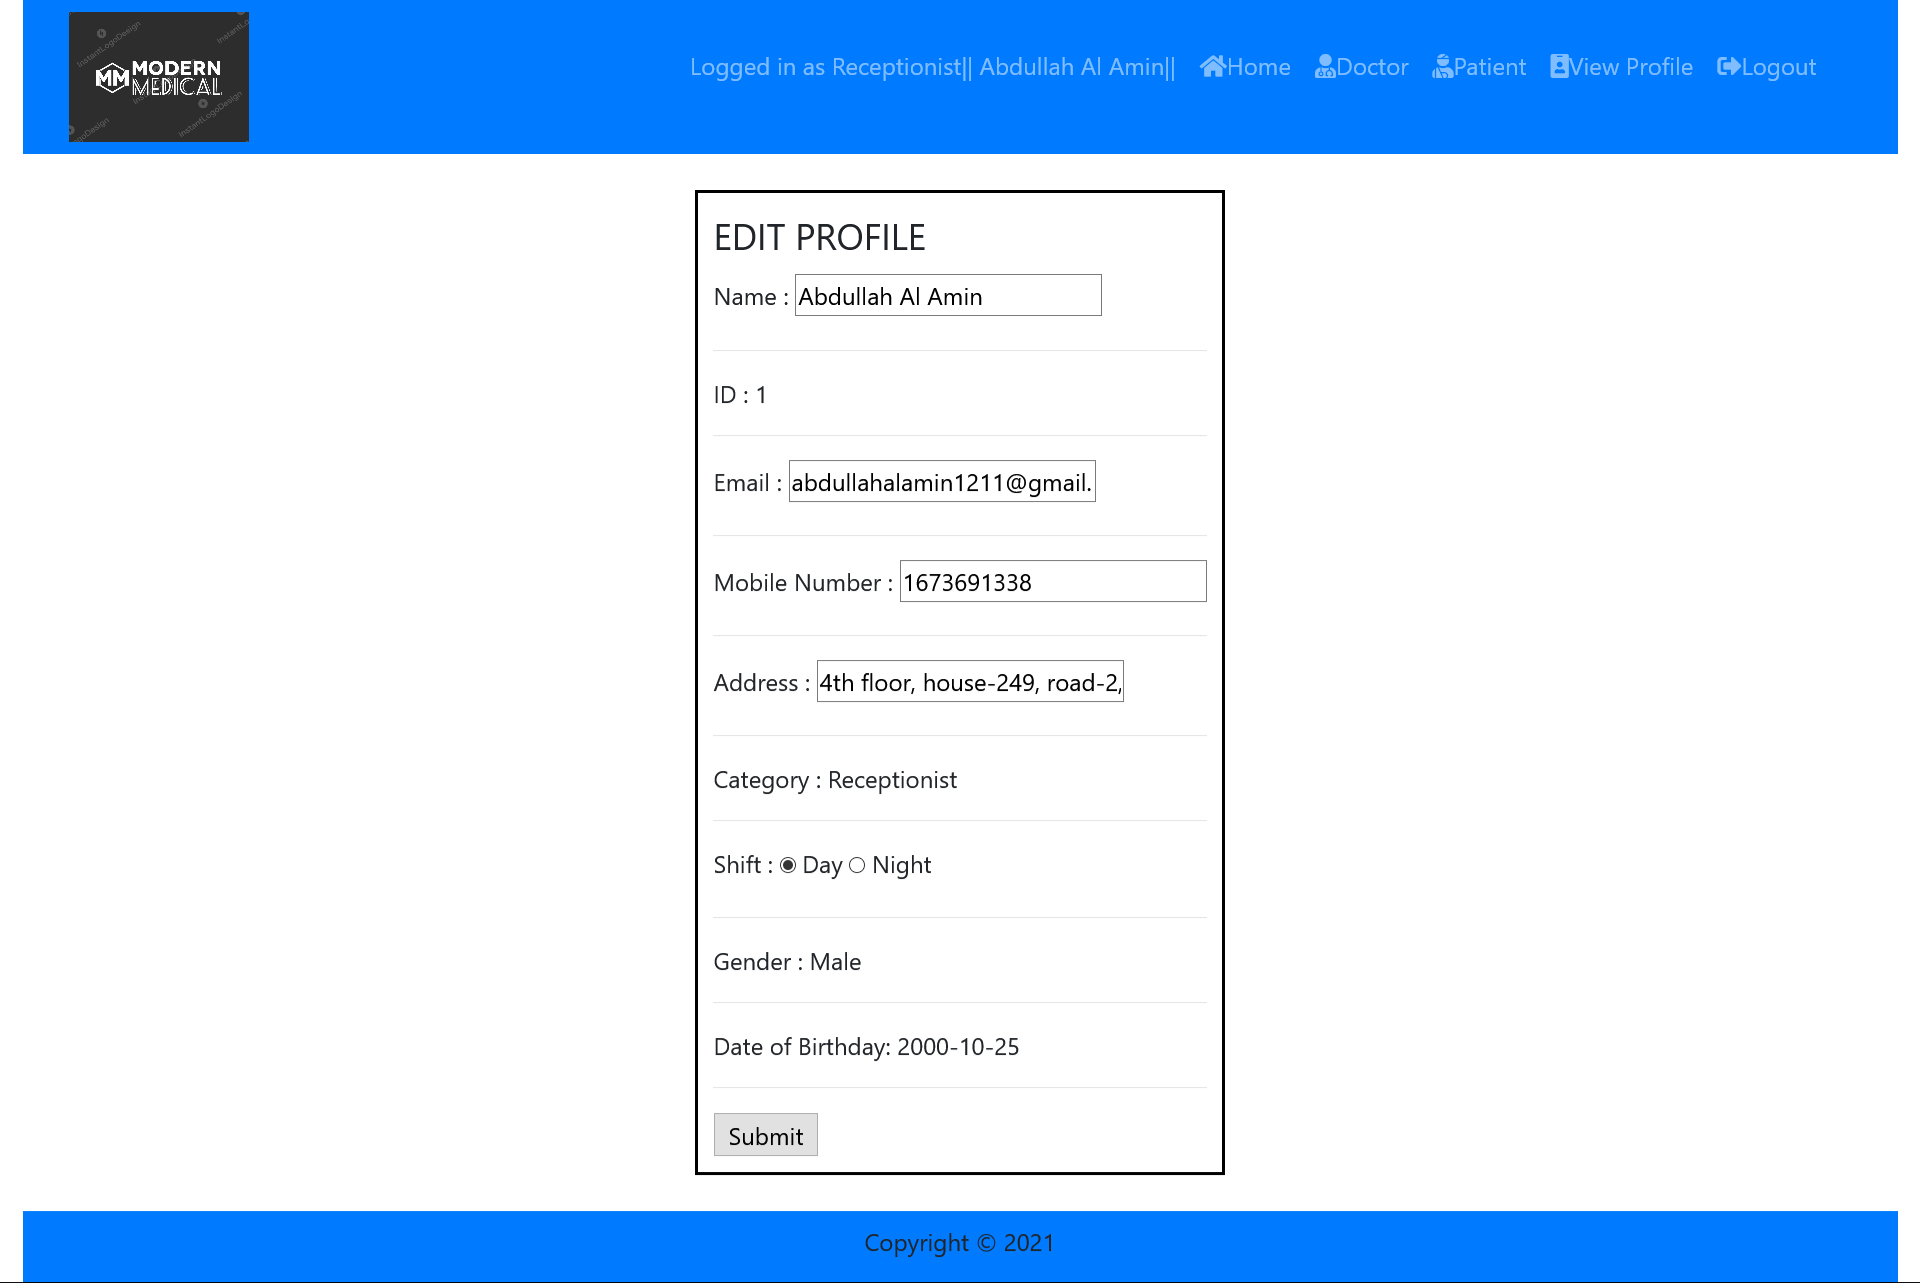 InstantLogoDesign
MODERN
MEDICAL
InstantLogoDesign
Logged in as Receptionist|| Abdullah Al Amin||
Home
Doctor
Patient
View Profile
Logout
EDIT PROFILE
Name : Abdullah Al Amin
ID : 1
Email : abdullahalamin1211@gmail.
Mobile Number : 1673691338
Address : 4th floor, house-249, road-2,
Category : Receptionist
Shift : Day Night
Gender : Male
Date of Birthday: 2000-10-25
Submit
Copyright © 2021